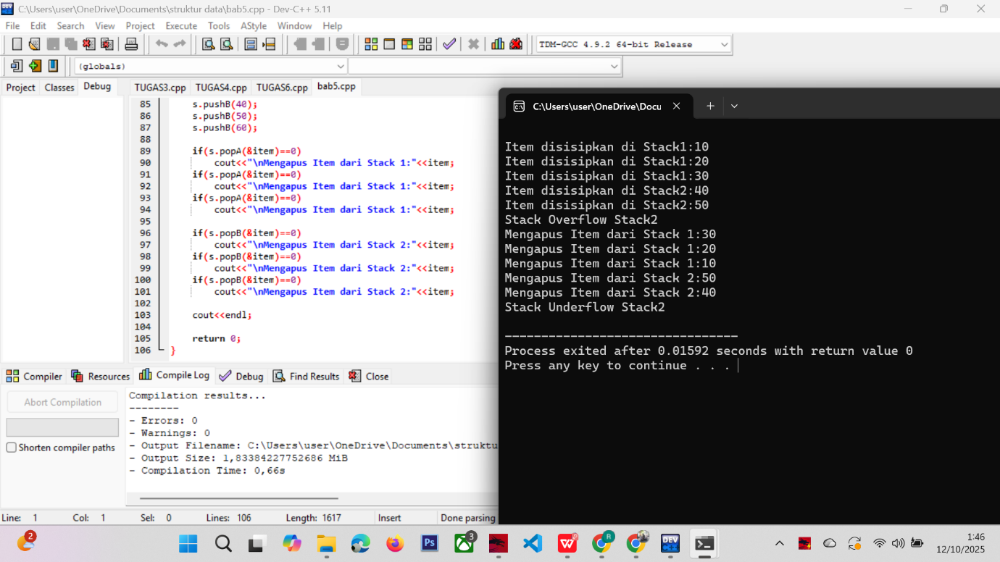 C:\Users\user\OneDrive\Documents\struktur data\bab5.cpp - Dev-C++ 5.11
File Edit Search View Project Execute Tools AStyle Window Help
TDM-GCC 4.9.2 64-bit Release
(globals)
Project Classes Debug
TUGAS3.cpp TUGAS4.cpp TUGAS6.cpp bab5.cpp
85 s.pushB(40);
86 s.pushB(50);
87 s.pushB(60);
88
89 if(s.popA(&item)==0)
90 cout<<"\nMengapus Item dari Stack 1:"<<item;
91 if(s.popA(&item)==0)
92 cout<<"\nMengapus Item dari Stack 1:"<<item;
93 if(s.popA(&item)==0)
94 cout<<"\nMengapus Item dari Stack 1:"<<item;
95
96 if(s.popB(&item)==0)
97 cout<<"\nMengapus Item dari Stack 2:"<<item;
98 if(s.popB(&item)==0)
99 cout<<"\nMengapus Item dari Stack 2:"<<item;
100 if(s.popB(&item)==0)
101 cout<<"\nMengapus Item dari Stack 2:"<<item;
102
103 cout<<endl;
104
105 return 0;
106 }
C:\Users\user\OneDrive\Docu
Item disisipkan di Stack1:10
Item disisipkan di Stack1:20
Item disisipkan di Stack1:30
Item disisipkan di Stack2:40
Item disisipkan di Stack2:50
Stack Overflow Stack2
Mengapus Item dari Stack 1:30
Mengapus Item dari Stack 1:20
Mengapus Item dari Stack 1:10
Mengapus Item dari Stack 2:50
Mengapus Item dari Stack 2:40
Stack Underflow Stack2
--------------------------------
Process exited after 0.01592 seconds with return value 0
Press any key to continue . . .
Compiler Resources Compile Log Debug Find Results Close
Abort Compilation
Shorten compiler paths
Compilation results...
--------
- Errors: 0
- Warnings: 0
- Output Filename: C:\Users\user\OneDrive\Documents\struktu
- Output Size: 1,83384227752686 MiB
- Compilation Time: 0,66s
Line: 1 Col: 1 Sel: 0 Lines: 106 Length: 1617 Insert Done parsing
2
Ps
3
R
DEV
1:46
12/10/2025